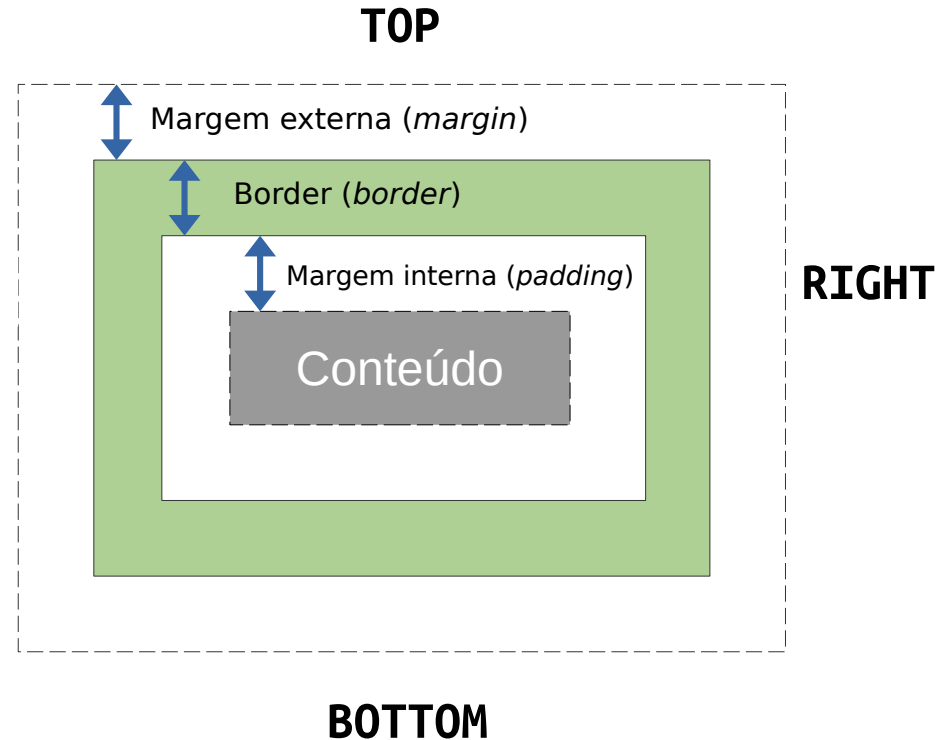 TOP
Margem externa (margin)
Border (border)
Margem interna (padding)
RIGHT
Conteúdo
BOTTOM